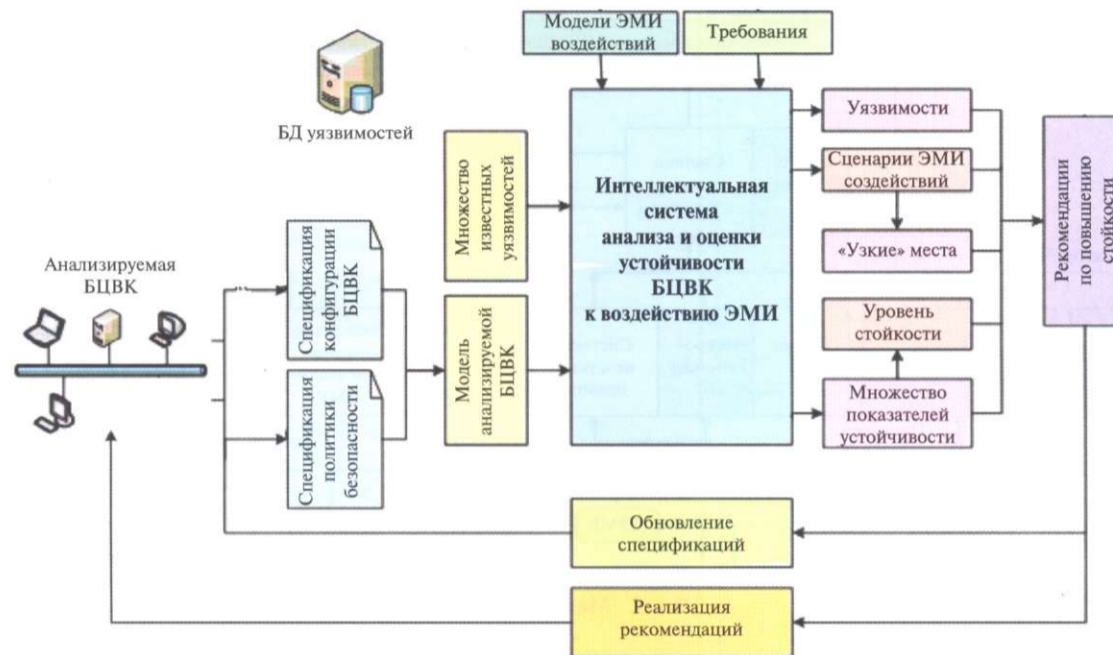 Модели ЭМИ
воздействий
Требования
БД уязвимостей
Множество
известных
уязвимостей
Интеллектуальная
система
анализа и оценки
устойчивости
БЦВК
к воздействию ЭМИ
Уязвимости
Сценарии ЭМИ
создействий
«Узкие» места
Уровень
стойкости
Множество
показателей
устойчивости
Рекомендации
по повышению
стойкости
Анализируемая
БЦВК
Спецификация
конфигурации
БЦВК
Спецификация
политики
безопасности
Модель
анализируемой
БЦВК
Обновление
спецификаций
Реализация
рекомендаций